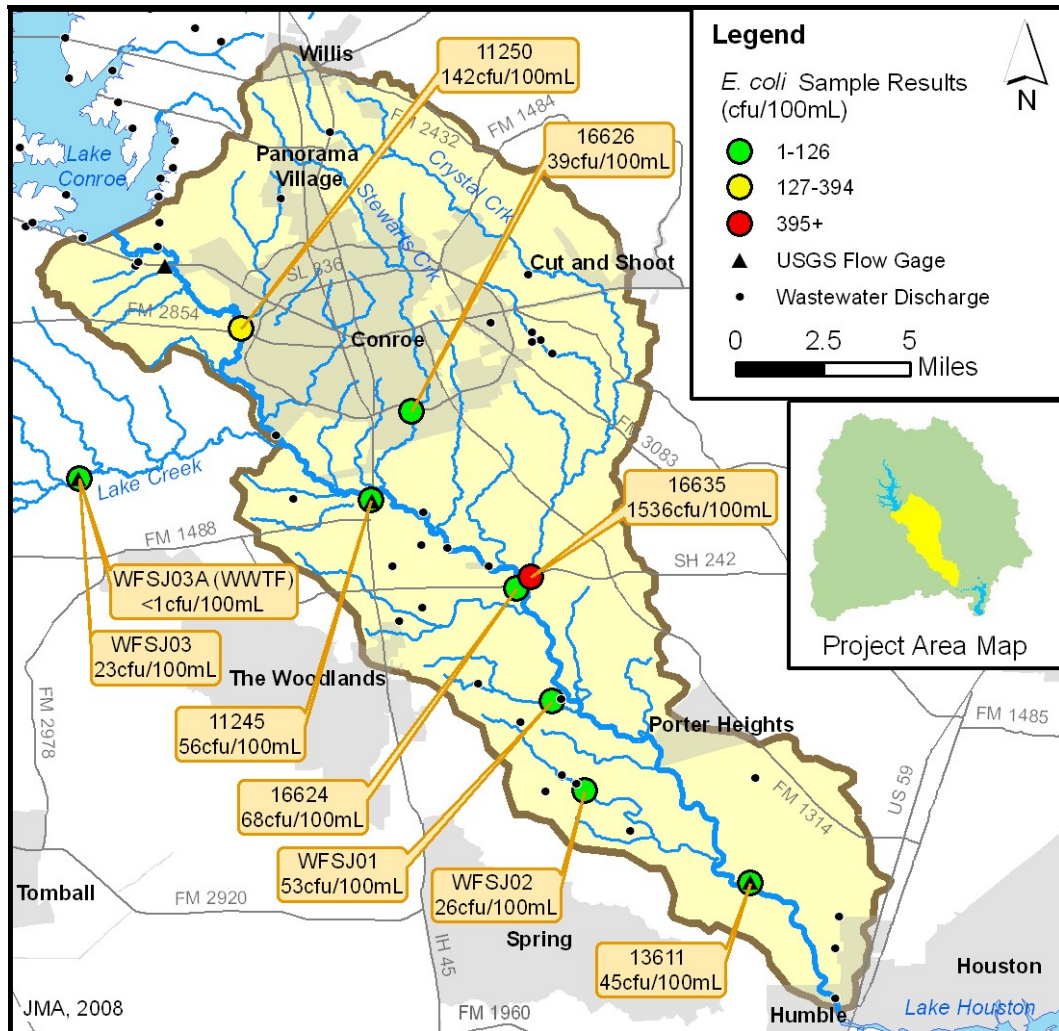 Willis
11250
142cfu/100mL
FM 2432
FM 1484
16626
39cfu/100mL
Lake
Conroe
Panorama
Village
Crystal Crk
Stewarts Crk
Cut and Shoot
SL 336
FM 2854
Conroe
FM 3083
Lake Creek
16635
1536cfu/100mL
FM 1488
SH 242
WFSJ03A (WWTF)
<1cfu/100mL
WFSJ03
23cfu/100mL
The Woodlands
FM 2978
11245
56cfu/100mL
Porter Heights
FM 1485
US 59
16624
68cfu/100mL
FM 1314
WFSJ01
53cfu/100mL
WFSJ02
26cfu/100mL
Tomball
FM 2920
IH 45
Spring
13611
45cfu/100mL
Houston
JMA, 2008
FM 1960
Humble
Lake Houston
Legend
E. coli Sample Results
(cfu/100mL)
1-126
127-394
395+
USGS Flow Gage
Wastewater Discharge
0 2.5 5
Miles
N
Project Area Map